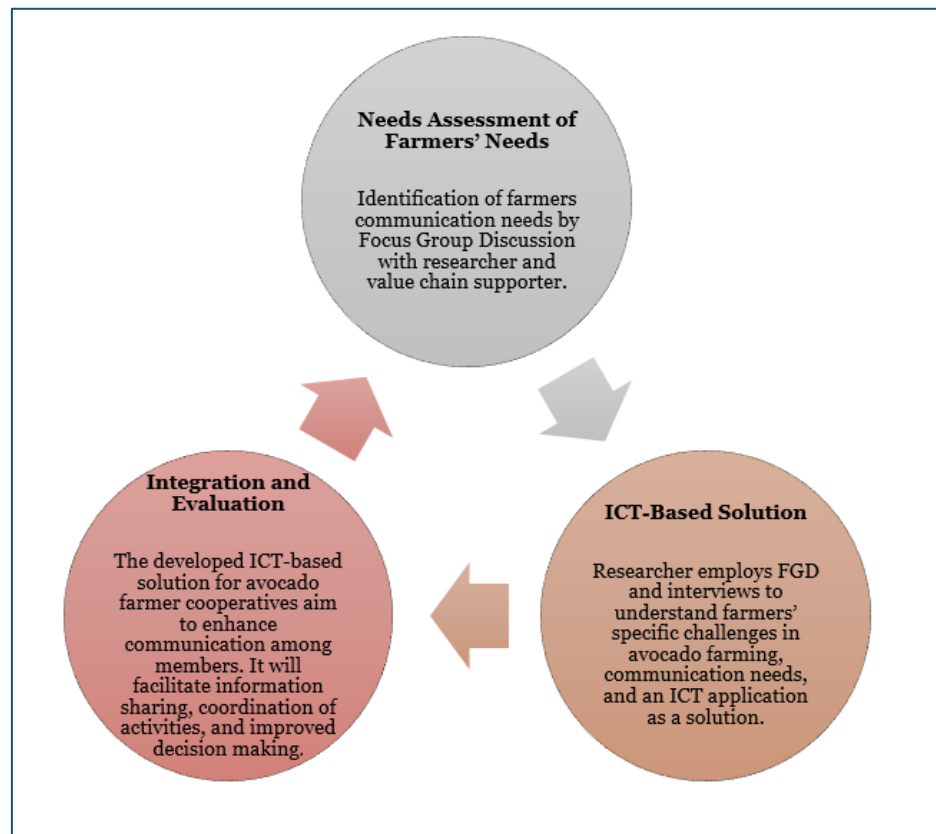 Needs Assessment of
Farmers’ Needs
Identification of farmers
communication needs by
Focus Group Discussion
with researcher and
value chain supporter.
ICT-Based Solution
Researcher employs FGD
and interviews to
understand farmers’
specific challenges in
avocado farming,
communication needs,
and an ICT application
as a solution.
Integration and
Evaluation
The developed ICT-based
solution for avocado
farmer cooperatives aim
to enhance
communication among
members. It will
facilitate information
sharing, coordination of
activities, and improved
decision making.